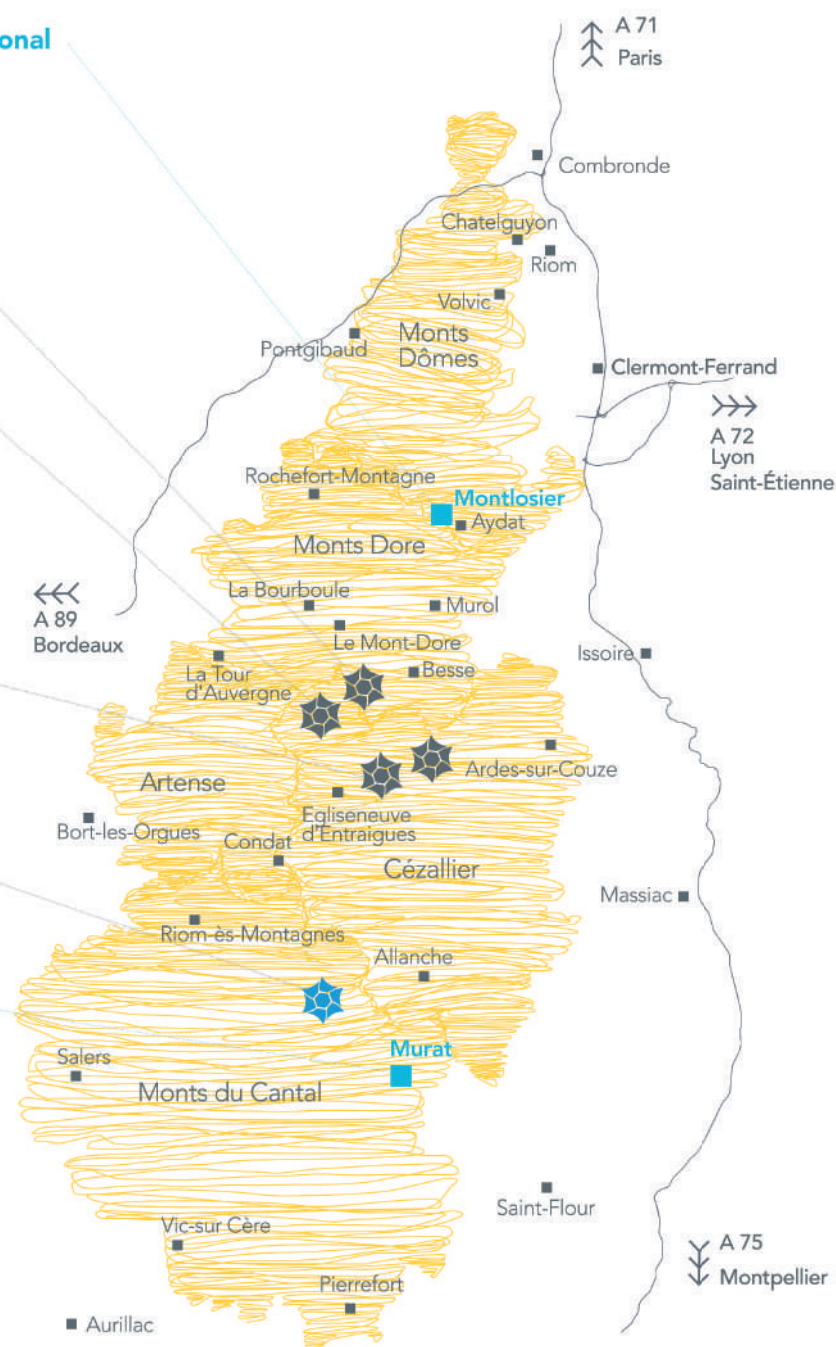 onal
A 71
Paris
Combronde
Chatelguyon
Riom
Volvic
Monts
Dômes
Pontgibaud
Clermont-Ferrand
A 72
Lyon
Saint-Étienne
Rochefort-Montagne
Montlosier
Aydat
Monts Dore
La Bourboule
Murol
A 89
Bordeaux
Le Mont-Dore
Issoire
La Tour
d'Auvergne
Besse
Ardes-sur-Couze
Artense
Egliseneuve
d'Entraigues
Bort-les-Orgues
Condat
Cézallier
Massiac
Riom-ès-Montagnes
Allanche
Murat
Salers
Monts du Cantal
Saint-Flour
Vic-sur Cère
A 75
Montpellier
Pierrefort
Aurillac